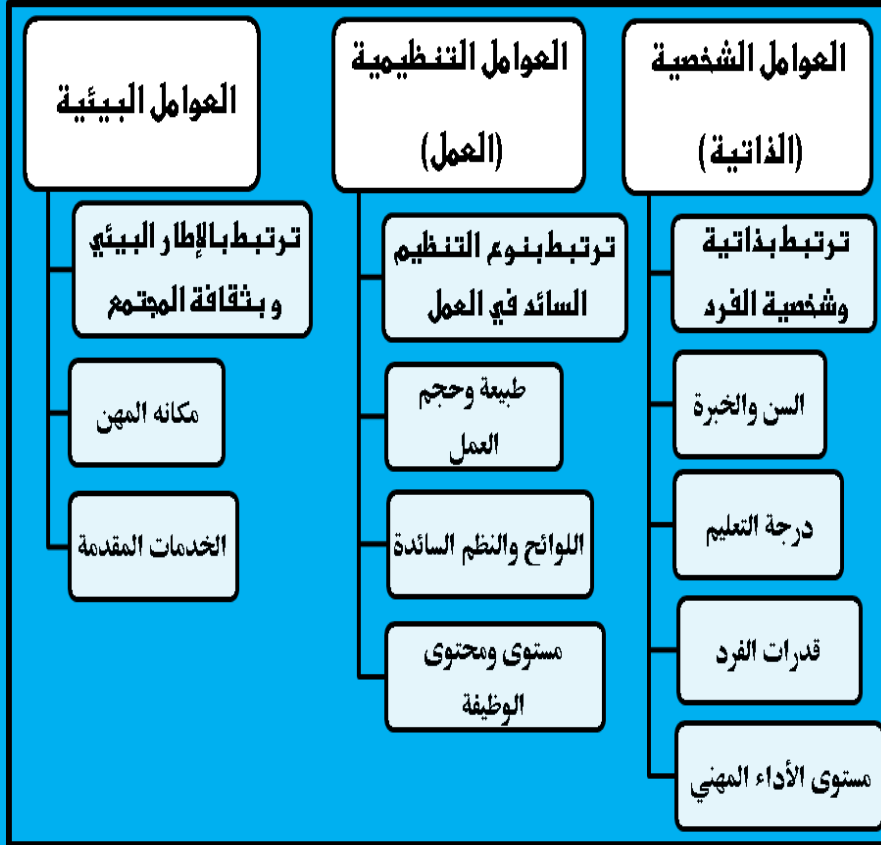 العوامل الشخصية
(الذاتية)
ترتبط بذاتية
وشخصية الفرد
السن والخبرة
درجة التعليم
قدرات الفرد
مستوى الأداء المهني
العوامل التنظيمية
(العمل)
ترتبط بنوع التنظيم
السائد في العمل
طبيعة وحجم
العمل
اللوائح والنظم السائدة
مستوى ومحتوى
الوظيفة
العوامل البيئية
ترتبط بالإطار البيئي
وبثقافة المجتمع
مكانه المهن
الخدمات المقدمة